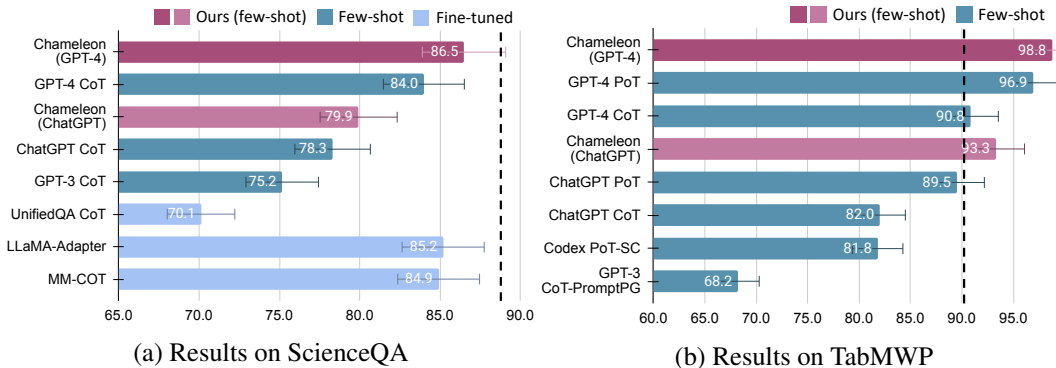 Ours (few-shot) Few-shot Fine-tuned
Chameleon
(GPT-4)
86.5
GPT-4 CoT
84.0
Chameleon
(ChatGPT)
79.9
ChatGPT CoT
78.3
GPT-3 CoT
75.2
UnifiedQA CoT
70.1
LLaMA-Adapter
85.2
MM-COT
84.9
65.0 70.0 75.0 80.0 85.0 90.0
(a) Results on ScienceQA
Ours (few-shot) Few-shot
Chameleon
(GPT-4)
98.8
GPT-4 PoT
96.9
GPT-4 CoT
90.8
Chameleon
(ChatGPT)
93.3
ChatGPT PoT
89.5
ChatGPT CoT
82.0
Codex PoT-SC
81.8
GPT-3
CoT-PromptPG
68.2
60.0 65.0 70.0 75.0 80.0 85.0 90.0 95.0
(b) Results on TabMWP